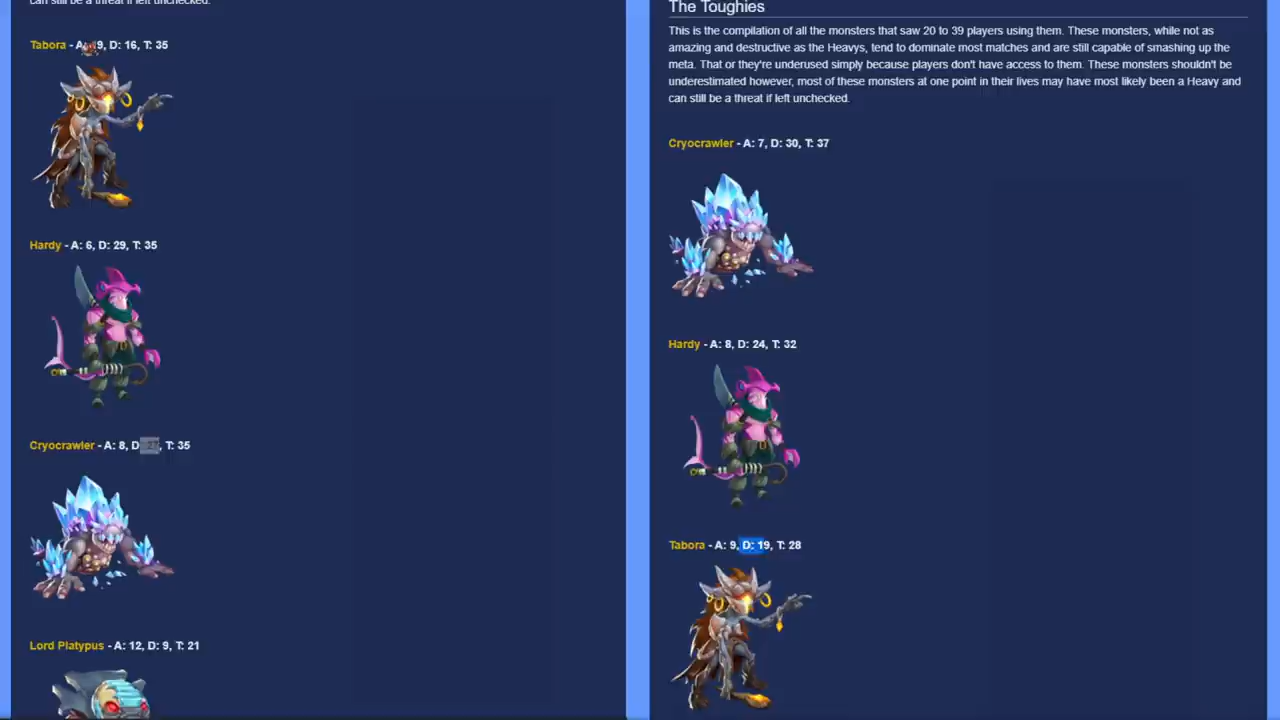 can still be a threat if left unchecked.
Tabora - A: 19, D: 16, T: 35
Hardy - A: 6, D: 29, T: 35
Cryocrawler - A: 8, D: 27, T: 35
Lord Platypus - A: 12, D: 9, T: 21
The Toughies
This is the compilation of all the monsters that saw 20 to 39 players using them. These monsters, while not as
amazing and destructive as the Heavys, tend to dominate most matches and are still capable of smashing up the
meta. That or they're underused simply because players don't have access to them. These monsters shouldn't be
underestimated however, most of these monsters at one point in their lives may have most likely been a Heavy and
can still be a threat if left unchecked.
Cryocrawler - A: 7, D: 30, T: 37
Hardy - A: 8, D: 24, T: 32
Tabora - A: 9, D: 19, T: 28